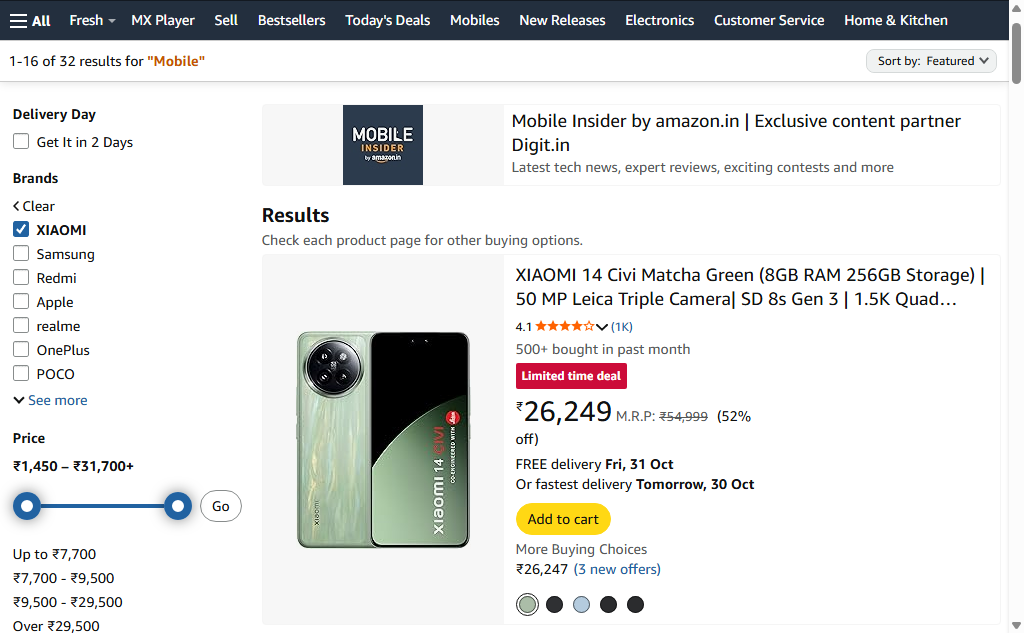 All Fresh MX Player Sell Bestsellers Today's Deals Mobiles New Releases Electronics Customer Service Home & Kitchen
1-16 of 32 results for "Mobile"
Sort by: Featured
Delivery Day
Get It in 2 Days
Brands
Clear
XIAOMI
Samsung
Redmi
Apple
realme
OnePlus
POCO
See more
Price
₹1,450 – ₹31,700+
Go
Up to ₹7,700
₹7,700 - ₹9,500
₹9,500 - ₹29,500
Over ₹29,500
MOBILE
INSIDER
by amazon.in
Mobile Insider by amazon.in | Exclusive content partner
Digit.in
Latest tech news, expert reviews, exciting contests and more
Results
Check each product page for other buying options.
xiaomi
XIAOMI 14 CIVI
CO-ENGINEERED WITH
XIAOMI 14 Civi Matcha Green (8GB RAM 256GB Storage) |
50 MP Leica Triple Camera| SD 8s Gen 3 | 1.5K Quad…
4.1 (1K)
500+ bought in past month
Limited time deal
₹26,249 M.R.P: ₹54,999 (52%
off)
FREE delivery Fri, 31 Oct
Or fastest delivery Tomorrow, 30 Oct
Add to cart
More Buying Choices
₹26,247 (3 new offers)